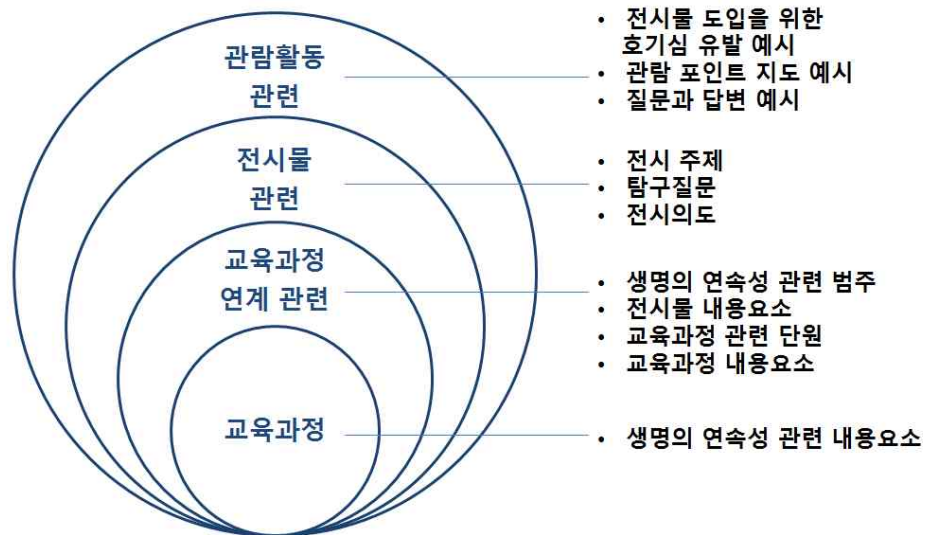 관람활동
관련
• 전시물 도입을 위한
호기심 유발 예시
• 관람 포인트 지도 예시
• 질문과 답변 예시
전시물
관련
• 전시 주제
• 탐구질문
• 전시의도
교육과정
연계 관련
• 생명의 연속성 관련 범주
• 전시물 내용요소
• 교육과정 관련 단원
• 교육과정 내용요소
교육과정
• 생명의 연속성 관련 내용요소